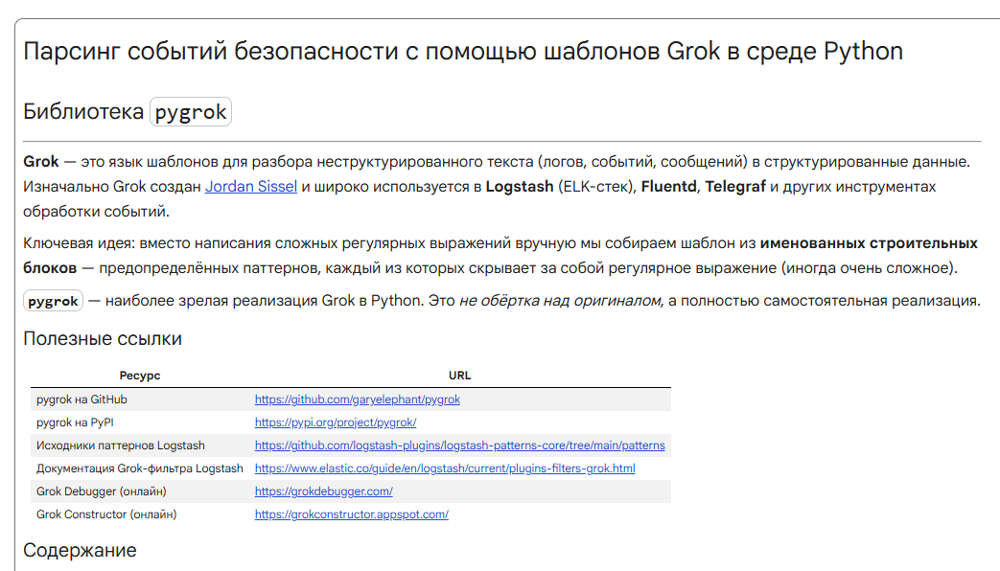 Парсинг событий безопасности с помощью шаблонов Grok в среде Python
Библиотека pygrok
Grok — это язык шаблонов для разбора неструктурированного текста (логов, событий, сообщений) в структурированные данные.
Изначально Grok создан Jordan Sissel и широко используется в Logstash (ELK-стек), Fluentd, Telegraf и других инструментах
обработки событий.
Ключевая идея: вместо написания сложных регулярных выражений вручную мы собираем шаблон из именованных строительных
блоков — предопределённых паттернов, каждый из которых скрывает за собой регулярное выражение (иногда очень сложное).
pygrok — наиболее зрелая реализация Grok в Python. Это не обёртка над оригиналом, а полностью самостоятельная реализация.
Полезные ссылки
Ресурс URL
pygrok на GitHub https://github.com/garyelephant/pygrok
pygrok на PyPI https://pypi.org/project/pygrok/
Исходники паттернов Logstash https://github.com/logstash-plugins/logstash-patterns-core/tree/main/patterns
Документация Grok-фильтра Logstash https://www.elastic.co/guide/en/logstash/current/plugins-filters-grok.html
Grok Debugger (онлайн) https://grokdebugger.com/
Grok Constructor (онлайн) https://grokconstructor.appspot.com/
Содержание